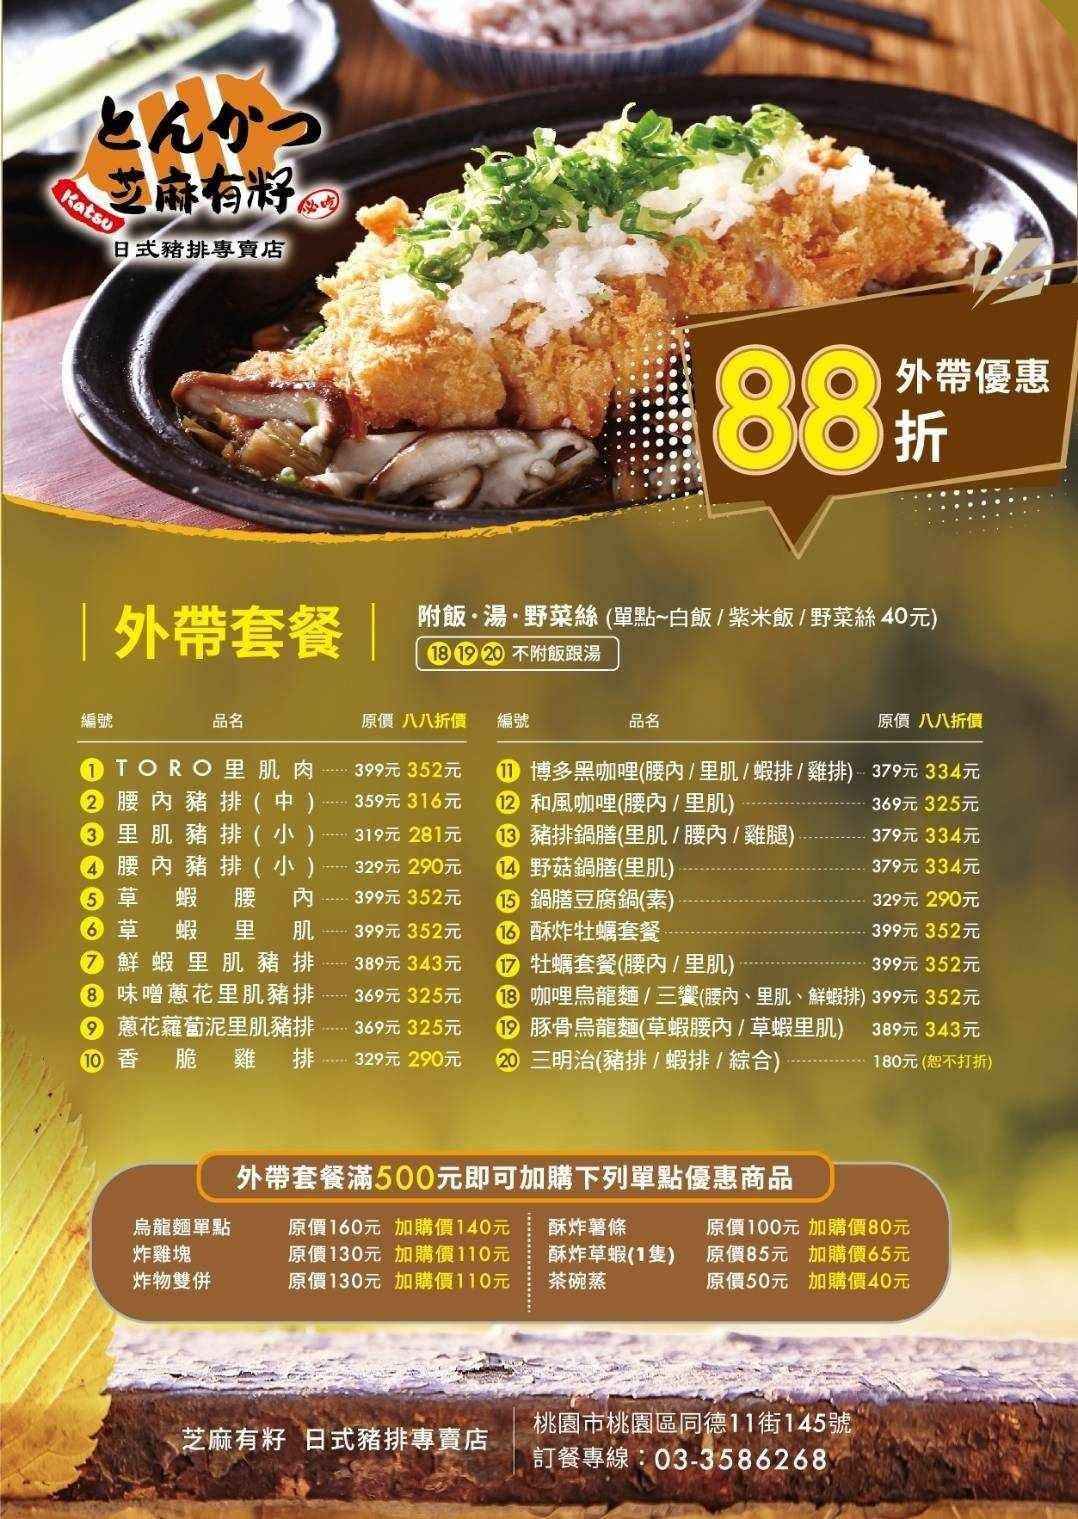 とんかつ
芝麻有籽
Katsu
必吃
日式豬排專賣店
88折
外帶優惠
外帶套餐
附飯·湯·野菜絲 (單點~白飯 / 紫米飯 / 野菜絲 40元)
18 19 20 不附飯跟湯
編號 品名 原價 八八折價
1 TORO里肌肉 399元 352元
2 腰內豬排(中) 359元 316元
3 里肌豬排(小) 319元 281元
4 腰內豬排(小) 329元 290元
5 草蝦腰內 399元 352元
6 草蝦里肌 399元 352元
7 鮮蝦里肌豬排 389元 343元
8 味噌蔥花里肌豬排 369元 325元
9 蔥花蘿蔔泥里肌豬排 369元 325元
10 香脆雞排 329元 290元
編號 品名 原價 八八折價
11 博多黑咖哩(腰內 / 里肌 / 蝦排 / 雞排) 379元 334元
12 和風咖哩(腰內 / 里肌) 369元 325元
13 豬排鍋膳(里肌 / 腰內 / 雞腿) 379元 334元
14 野菇鍋膳(里肌) 379元 334元
15 鍋膳豆腐鍋(素) 329元 290元
16 酥炸牡蠣套餐 399元 352元
17 牡蠣套餐(腰內 / 里肌) 399元 352元
18 咖哩烏龍麵 / 三饗(腰內、里肌、鮮蝦排) 399元 352元
19 豚骨烏龍麵(草蝦腰內 / 草蝦里肌) 389元 343元
20 三明治(豬排 / 蝦排 / 綜合) 180元 (恕不打折)
外帶套餐滿500元即可加購下列單點優惠商品
烏龍麵單點 原價160元 加購價140元
炸雞塊 原價130元 加購價110元
炸物雙併 原價130元 加購價110元
酥炸薯條 原價100元 加購價80元
酥炸草蝦(1隻) 原價85元 加購價65元
茶碗蒸 原價50元 加購價40元
芝麻有籽 日式豬排專賣店
桃園市桃園區同德11街145號
訂餐專線：03-3586268